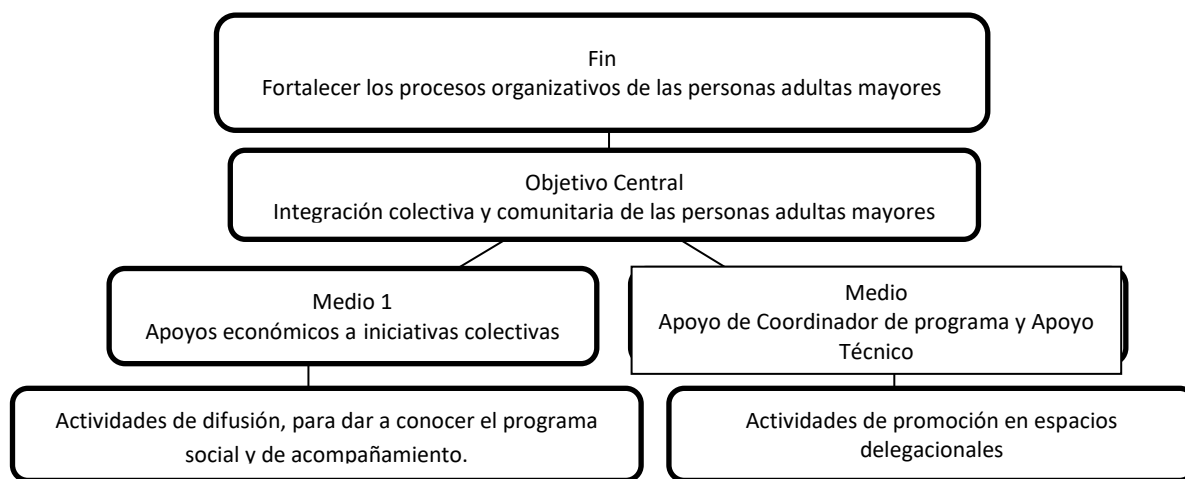 Fin
Fortalecer los procesos organizativos de las personas adultas mayores
Objetivo Central
Integración colectiva y comunitaria de las personas adultas mayores
Medio 1
Apoyos económicos a iniciativas colectivas
Medio
Apoyo de Coordinador de programa y Apoyo
Técnico
Actividades de difusión, para dar a conocer el programa
social y de acompañamiento.
Actividades de promoción en espacios
delegacionales